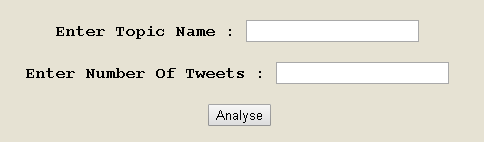 Enter Topic Name :
Enter Number Of Tweets :
Analyse